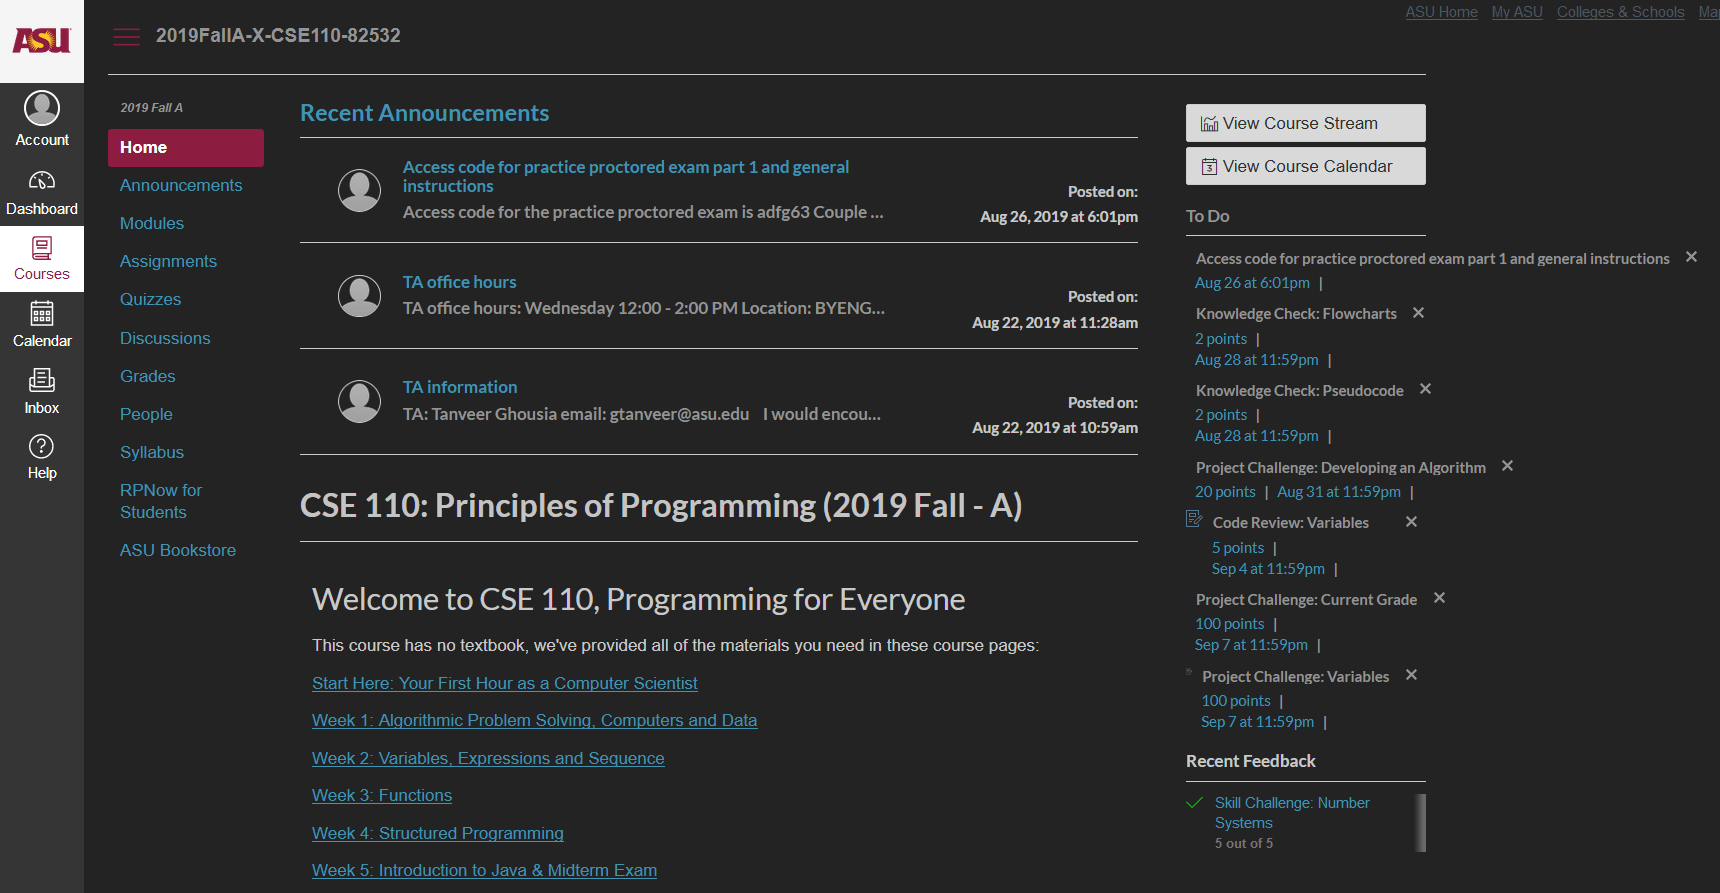 ASU Home My ASU Colleges & Schools
ASU
2019FallA-X-CSE110-82532
Account
Dashboard
Courses
Calendar
Inbox
Help
2019 Fall A
Home
Announcements
Modules
Assignments
Quizzes
Discussions
Grades
People
Syllabus
RPNow for
Students
ASU Bookstore
Recent Announcements
Access code for practice proctored exam part 1 and general
instructions
Access code for the practice proctored exam is adfg63 Couple ...
Posted on:
Aug 26, 2019 at 6:01pm
TA office hours
TA office hours: Wednesday 12:00 - 2:00 PM Location: BYENG...
Posted on:
Aug 22, 2019 at 11:28am
TA information
TA: Tanveer Ghousia email: gtanveer@asu.edu I would encou...
Posted on:
Aug 22, 2019 at 10:59am
CSE 110: Principles of Programming (2019 Fall - A)
Welcome to CSE 110, Programming for Everyone
This course has no textbook, we've provided all of the materials you need in these course pages:
Start Here: Your First Hour as a Computer Scientist
Week 1: Algorithmic Problem Solving, Computers and Data
Week 2: Variables, Expressions and Sequence
Week 3: Functions
Week 4: Structured Programming
Week 5: Introduction to Java & Midterm Exam
View Course Stream
3 View Course Calendar
To Do
Access code for practice proctored exam part 1 and general instructions
Aug 26 at 6:01pm |
Knowledge Check: Flowcharts
2 points |
Aug 28 at 11:59pm |
Knowledge Check: Pseudocode
2 points |
Aug 28 at 11:59pm |
Project Challenge: Developing an Algorithm
20 points | Aug 31 at 11:59pm |
Code Review: Variables
5 points |
Sep 4 at 11:59pm |
Project Challenge: Current Grade
100 points |
Sep 7 at 11:59pm |
Project Challenge: Variables
100 points |
Sep 7 at 11:59pm |
Recent Feedback
Skill Challenge: Number
Systems
5 out of 5